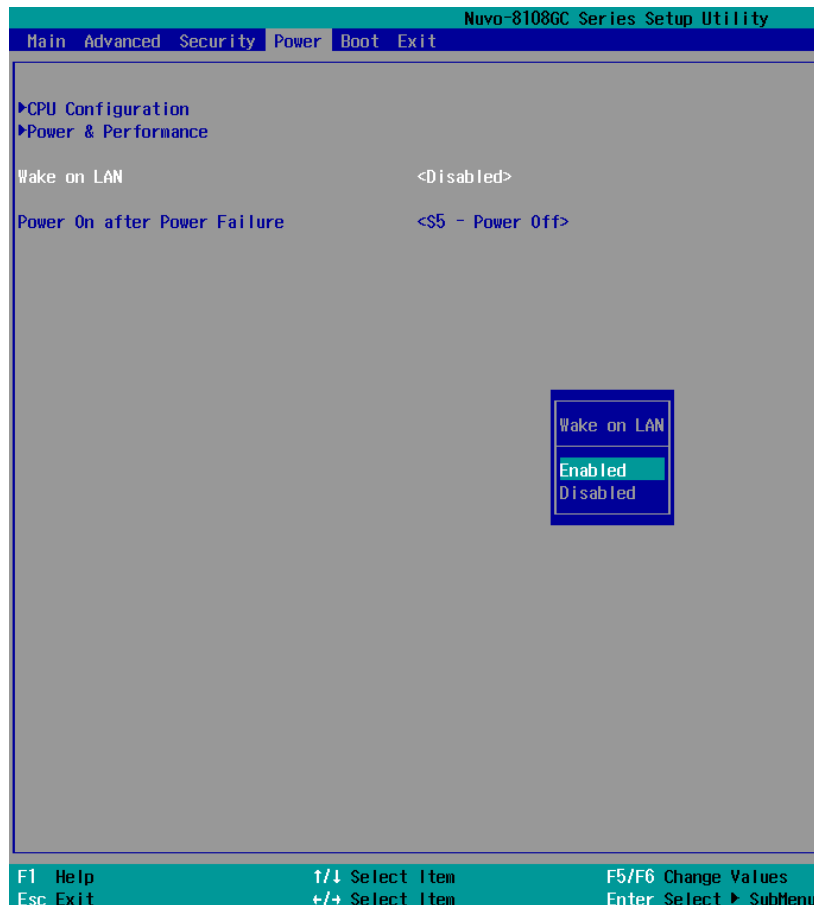 Nuvo-8108GC Series Setup Utility
Main Advanced Security Power Boot Exit
▶CPU Configuration
▶Power & Performance
Wake on LAN <Disabled>
Power On after Power Failure <S5 - Power Off>
Wake on LAN
Enabled
Disabled
F1 Help ↑/↓ Select Item F5/F6 Change Values
Esc Exit ←/→ Select Item Enter Select ▶ SubMenu